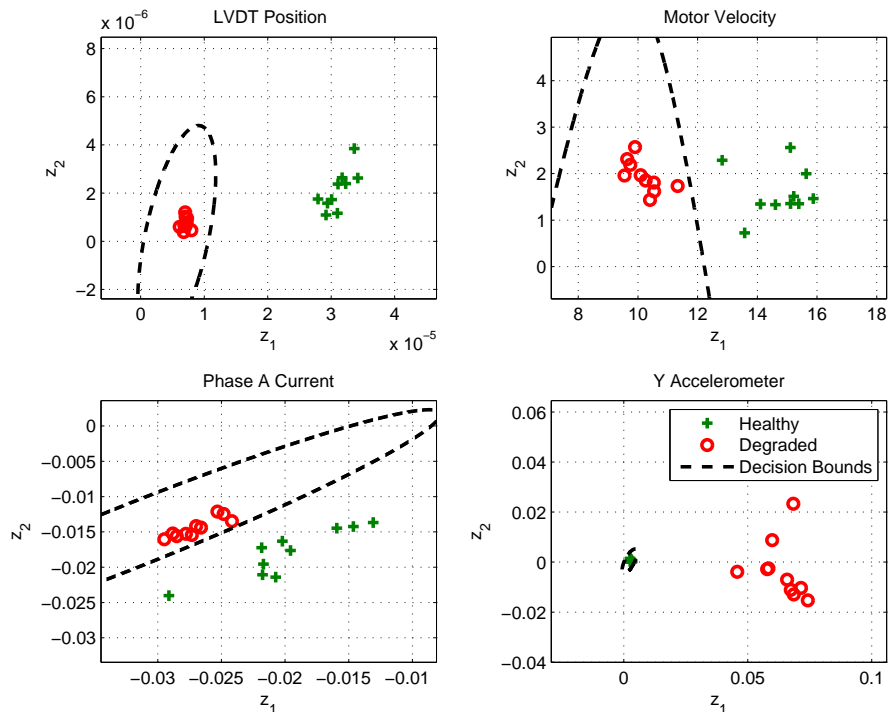 LVDT Position
x 10⁻⁶
8
6
4
2
0
−2
z₂
0
1
2
3
4
x 10⁻⁵
z₁
Motor Velocity
4
3
2
1
0
z₂
8
10
12
14
16
18
z₁
Phase A Current
0
−0.005
−0.01
−0.015
−0.02
−0.025
−0.03
z₂
−0.03
−0.025
−0.02
−0.015
−0.01
z₁
Y Accelerometer
0.06
0.04
0.02
0
−0.02
−0.04
z₂
0
0.05
0.1
z₁
Healthy
Degraded
Decision Bounds